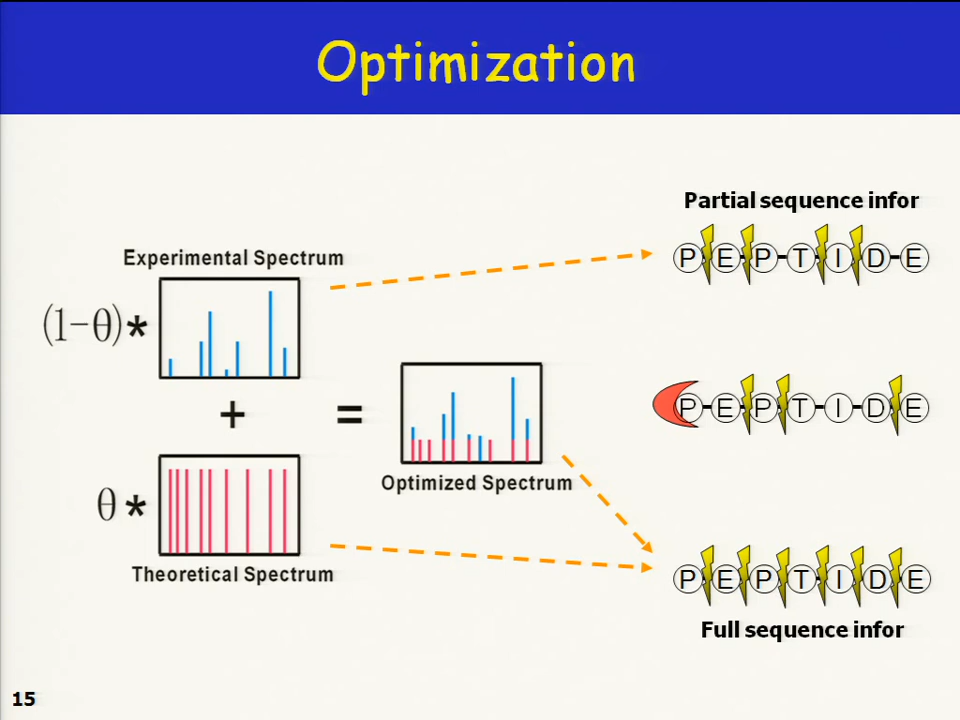 Optimization
Partial sequence infor
P E P T I D E
Experimental Spectrum
(1-θ)*
+
=
P E P T I D E
Optimized Spectrum
θ*
Theoretical Spectrum
P E P T I D E
Full sequence infor
15